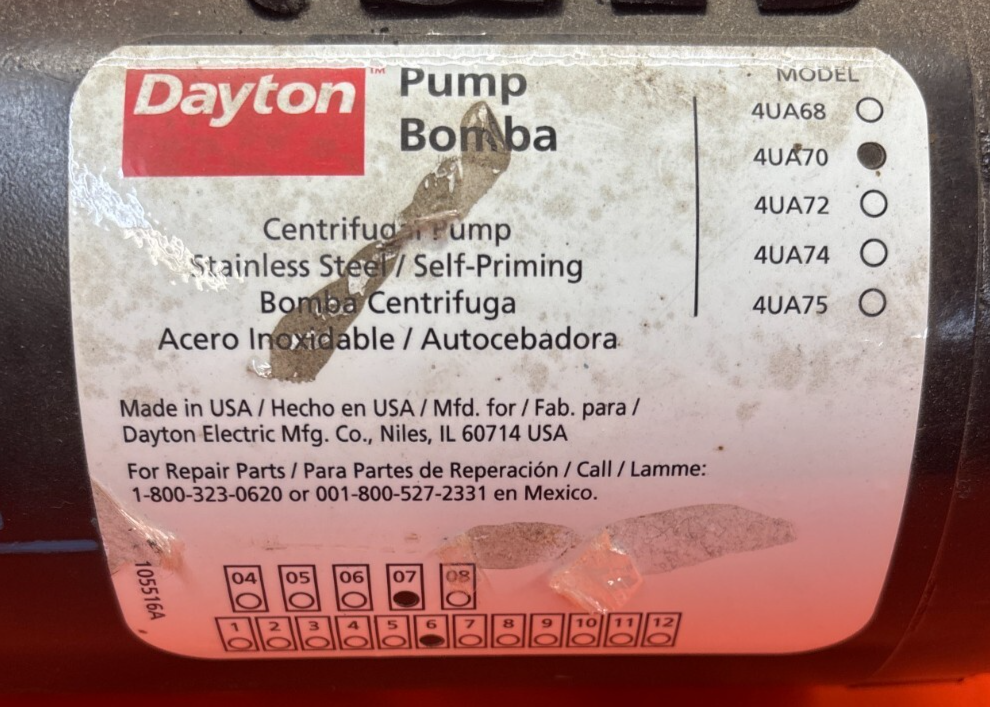 Dayton™
Pump
Bomba
MODEL
4UA68
4UA70
4UA72
4UA74
4UA75
Centrifugal Pump
Stainless Steel / Self-Priming
Bomba Centrifuga
Acero Inoxidable / Autocebadora
Made in USA / Hecho en USA / Mfd. for / Fab. para /
Dayton Electric Mfg. Co., Niles, IL 60714 USA
For Repair Parts / Para Partes de Reperación / Call / Lamme:
1-800-323-0620 or 001-800-527-2331 en Mexico.
105516A
04 05 06 07 08
1 2 3 4 5 6 7 8 9 10 11 12